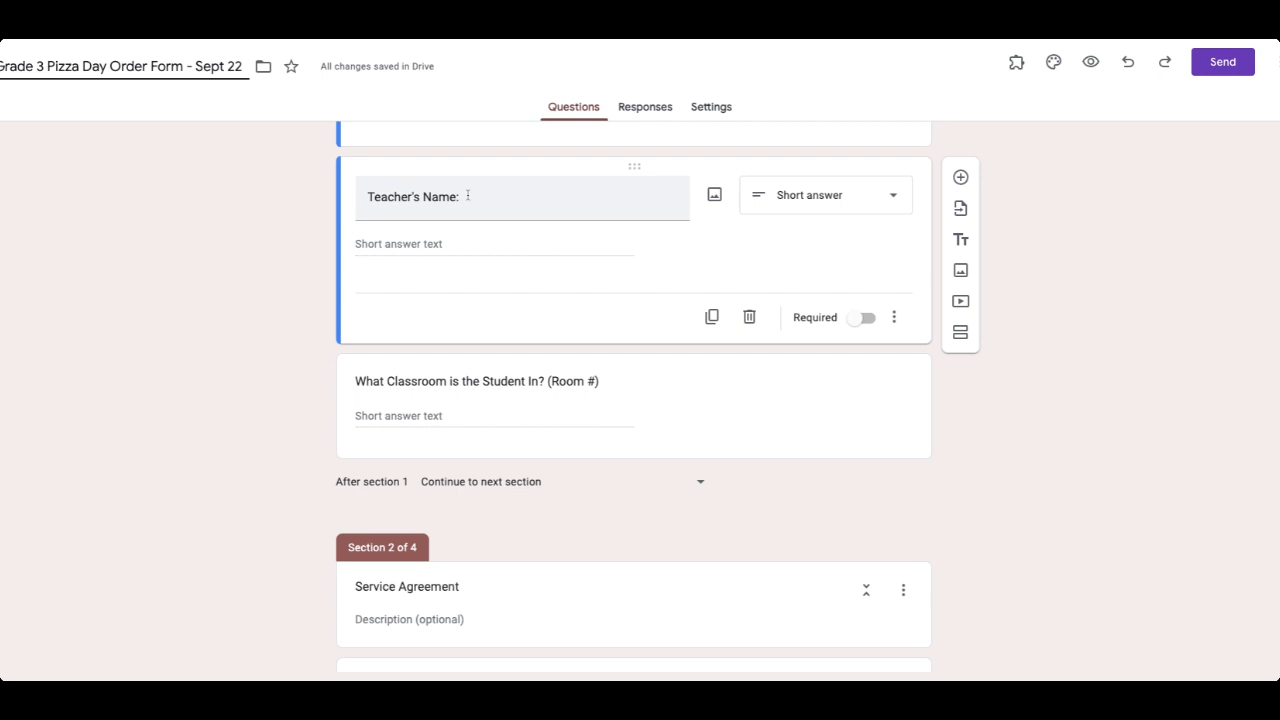 Grade 3 Pizza Day Order Form - Sept 22
All changes saved in Drive
Send
Questions
Responses
Settings
Teacher's Name:
Short answer
Short answer text
Required
What Classroom is the Student In? (Room #)
Short answer text
After section 1 Continue to next section
Section 2 of 4
Service Agreement
Description (optional)